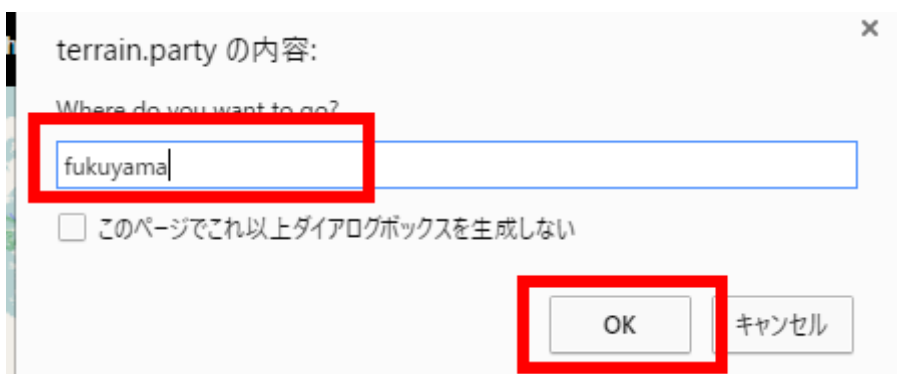 terrain.party の内容:
Where do you want to go?
fukuyama
このページでこれ以上ダイアログボックスを生成しない
OK キャンセル